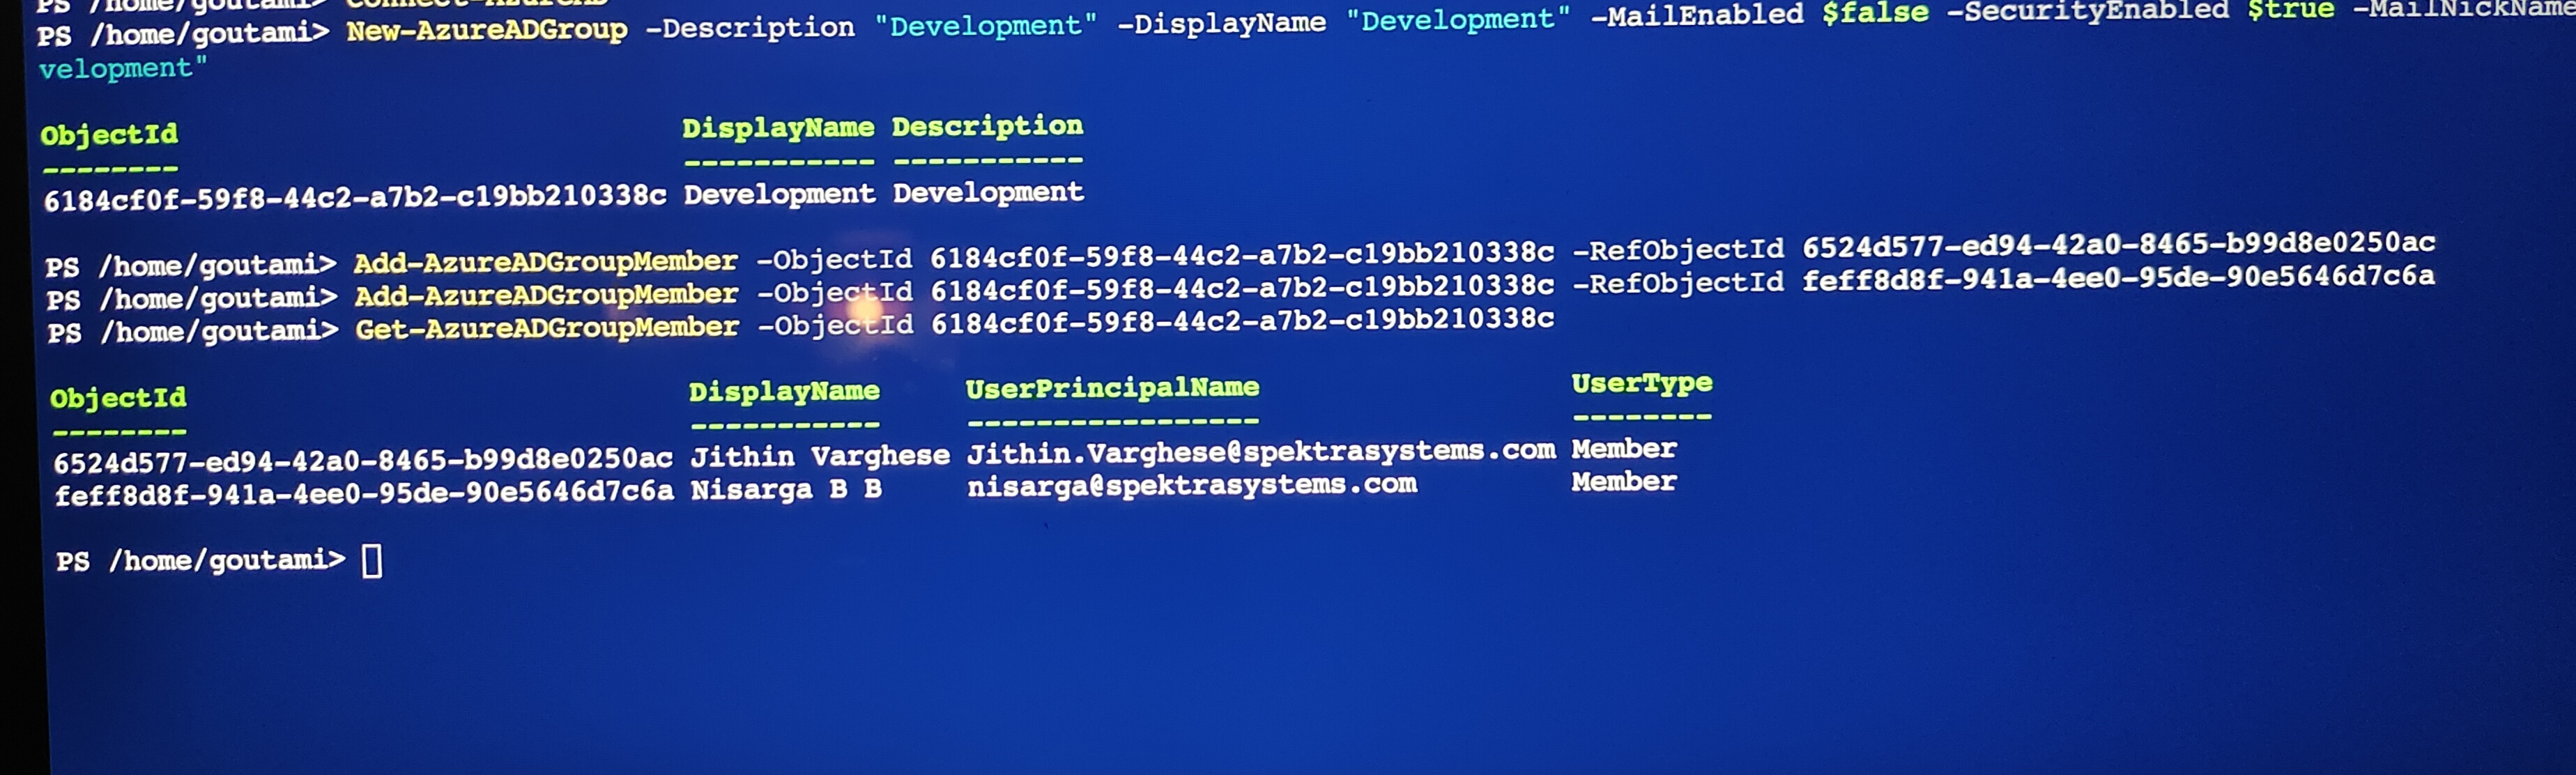 PS /home/goutami> Connect-AzureAD
PS /home/goutami> New-AzureADGroup -Description "Development" -DisplayName "Development" -MailEnabled $false -SecurityEnabled $true -MailNickName
velopment"
ObjectId DisplayName Description
-------- ----------- -----------
6184cf0f-59f8-44c2-a7b2-c19bb210338c Development Development
PS /home/goutami> Add-AzureADGroupMember -ObjectId 6184cf0f-59f8-44c2-a7b2-c19bb210338c -RefObjectId 6524d577-ed94-42a0-8465-b99d8e0250ac
PS /home/goutami> Add-AzureADGroupMember -ObjectId 6184cf0f-59f8-44c2-a7b2-c19bb210338c -RefObjectId feff8d8f-941a-4ee0-95de-90e5646d7c6a
PS /home/goutami> Get-AzureADGroupMember -ObjectId 6184cf0f-59f8-44c2-a7b2-c19bb210338c
ObjectId DisplayName UserPrincipalName UserType
-------- ----------- ----------------- --------
6524d577-ed94-42a0-8465-b99d8e0250ac Jithin Varghese Jithin.Varghese@spektrasystems.com Member
feff8d8f-941a-4ee0-95de-90e5646d7c6a Nisarga B B nisarga@spektrasystems.com Member
PS /home/goutami>